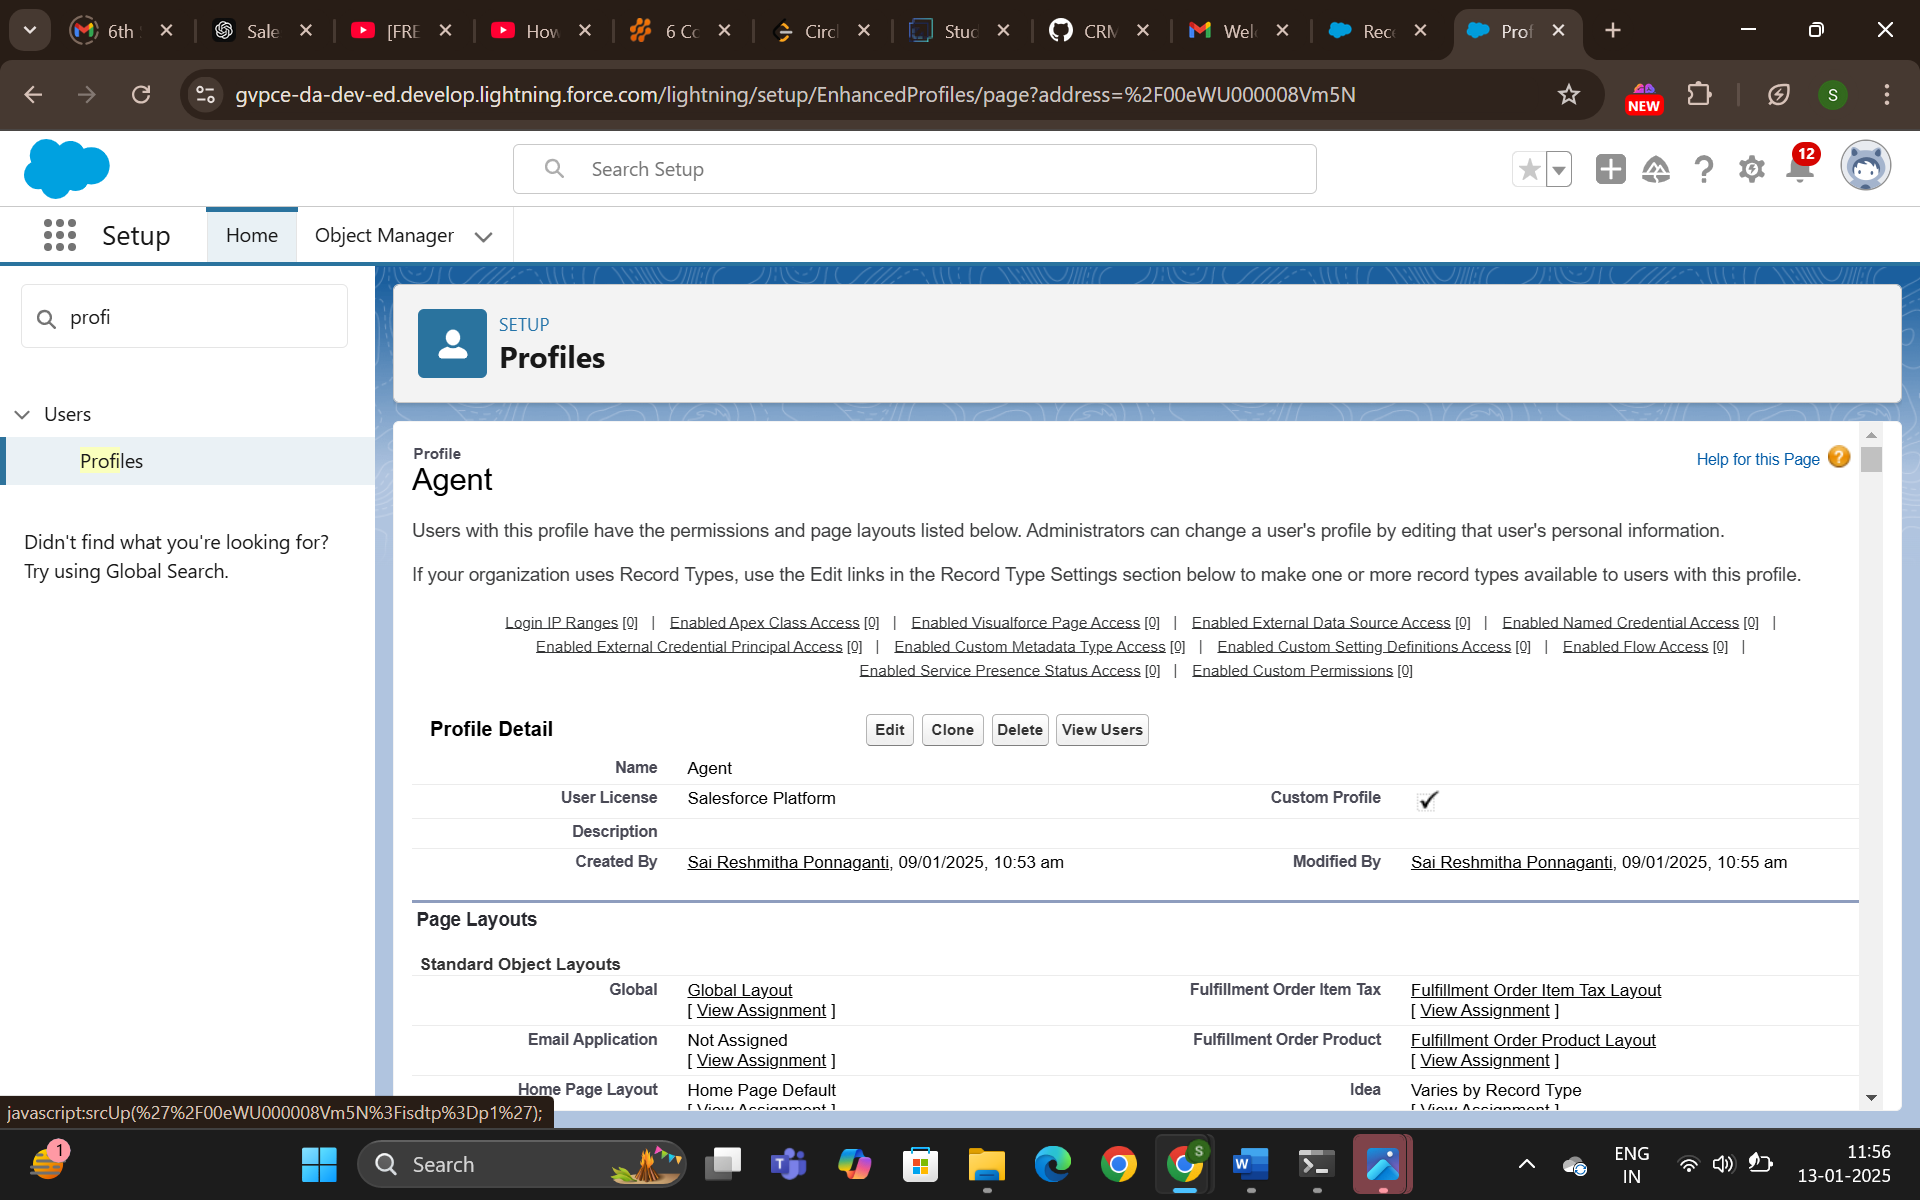 6th
Sale
[FRE
How
6 Co
Circl
Stud
CRM
Wel
Rec
Prof
gvpce-da-dev-ed.develop.lightning.force.com/lightning/setup/EnhancedProfiles/page?address=%2F00eWU000008Vm5N
NEW
S
Search Setup
12
Setup
Home
Object Manager
profi
Users
Profiles
Didn't find what you're looking for?
Try using Global Search.
SETUP
Profiles
Profile
Agent
Help for this Page ?
Users with this profile have the permissions and page layouts listed below. Administrators can change a user's profile by editing that user's personal information.
If your organization uses Record Types, use the Edit links in the Record Type Settings section below to make one or more record types available to users with this profile.
Login IP Ranges [0] | Enabled Apex Class Access [0] | Enabled Visualforce Page Access [0] | Enabled External Data Source Access [0] | Enabled Named Credential Access [0] |
Enabled External Credential Principal Access [0] | Enabled Custom Metadata Type Access [0] | Enabled Custom Setting Definitions Access [0] | Enabled Flow Access [0] |
Enabled Service Presence Status Access [0] | Enabled Custom Permissions [0]
Profile Detail
Edit Clone Delete View Users
Name Agent
User License Salesforce Platform Custom Profile
Description
Created By Sai Reshmitha Ponnaganti, 09/01/2025, 10:53 am Modified By Sai Reshmitha Ponnaganti, 09/01/2025, 10:55 am
Page Layouts
Standard Object Layouts
Global Global Layout Fulfillment Order Item Tax Fulfillment Order Item Tax Layout
[ View Assignment ] [ View Assignment ]
Email Application Not Assigned Fulfillment Order Product Fulfillment Order Product Layout
[ View Assignment ] [ View Assignment ]
Home Page Layout Home Page Default Idea Varies by Record Type
[ View Assignment ] [ View Assignment ]
javascript:srcUp(%27%2F00eWU000008Vm5N%3Fisdtp%3Dp1%27);
1
Search
S
ENG
IN
11:56
13-01-2025